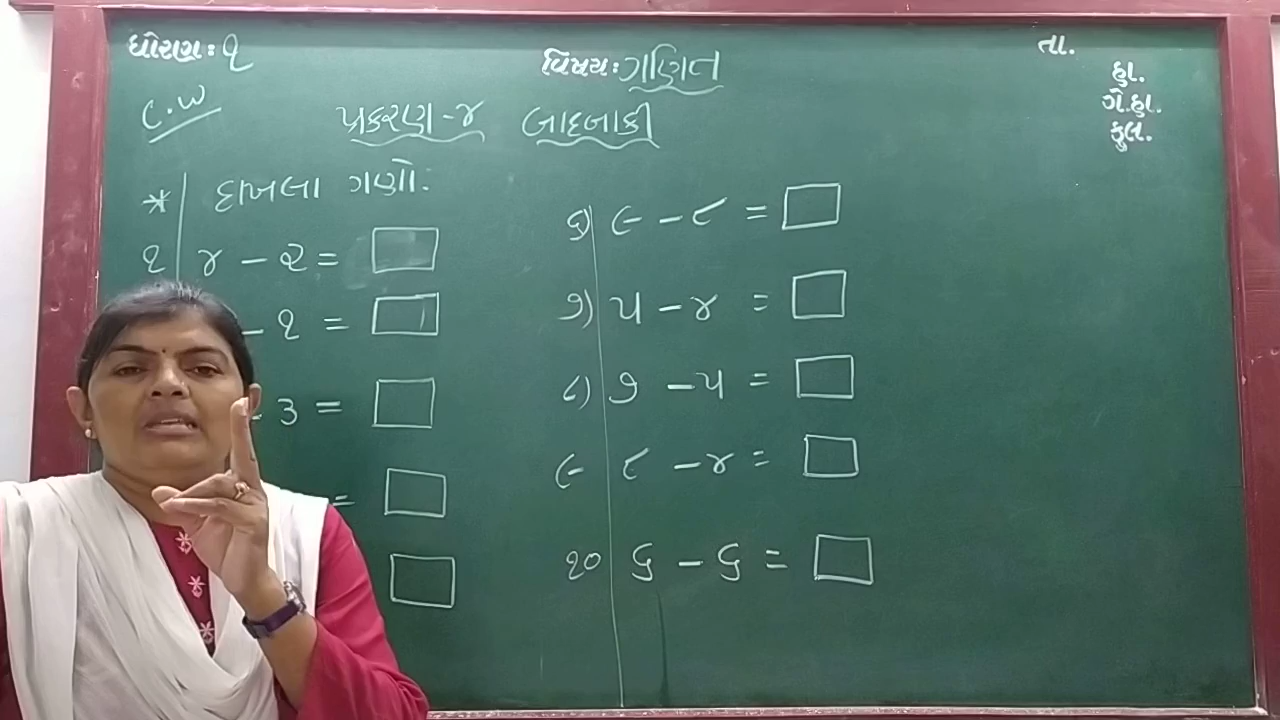 ધોરણ: ૧
વિષય: ગણિત
તા.
હા.
ગે.હા.
કુલ.
C.W
પ્રકરણ-૪ બાદબાકી
* દાખલા ગણો.
૧ ૪ - ૨ =
- ૧ =
- ૩ =
=
૬) ૯ - ૮ =
૭) ૫ - ૪ =
૮) ૭ - ૫ =
૯ ૮ - ૪ =
૧૦ ૬ - ૬ =